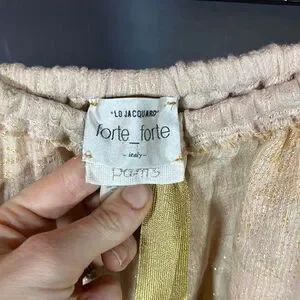 "LO JACQUARD"
forte_forte
- italy -
pants